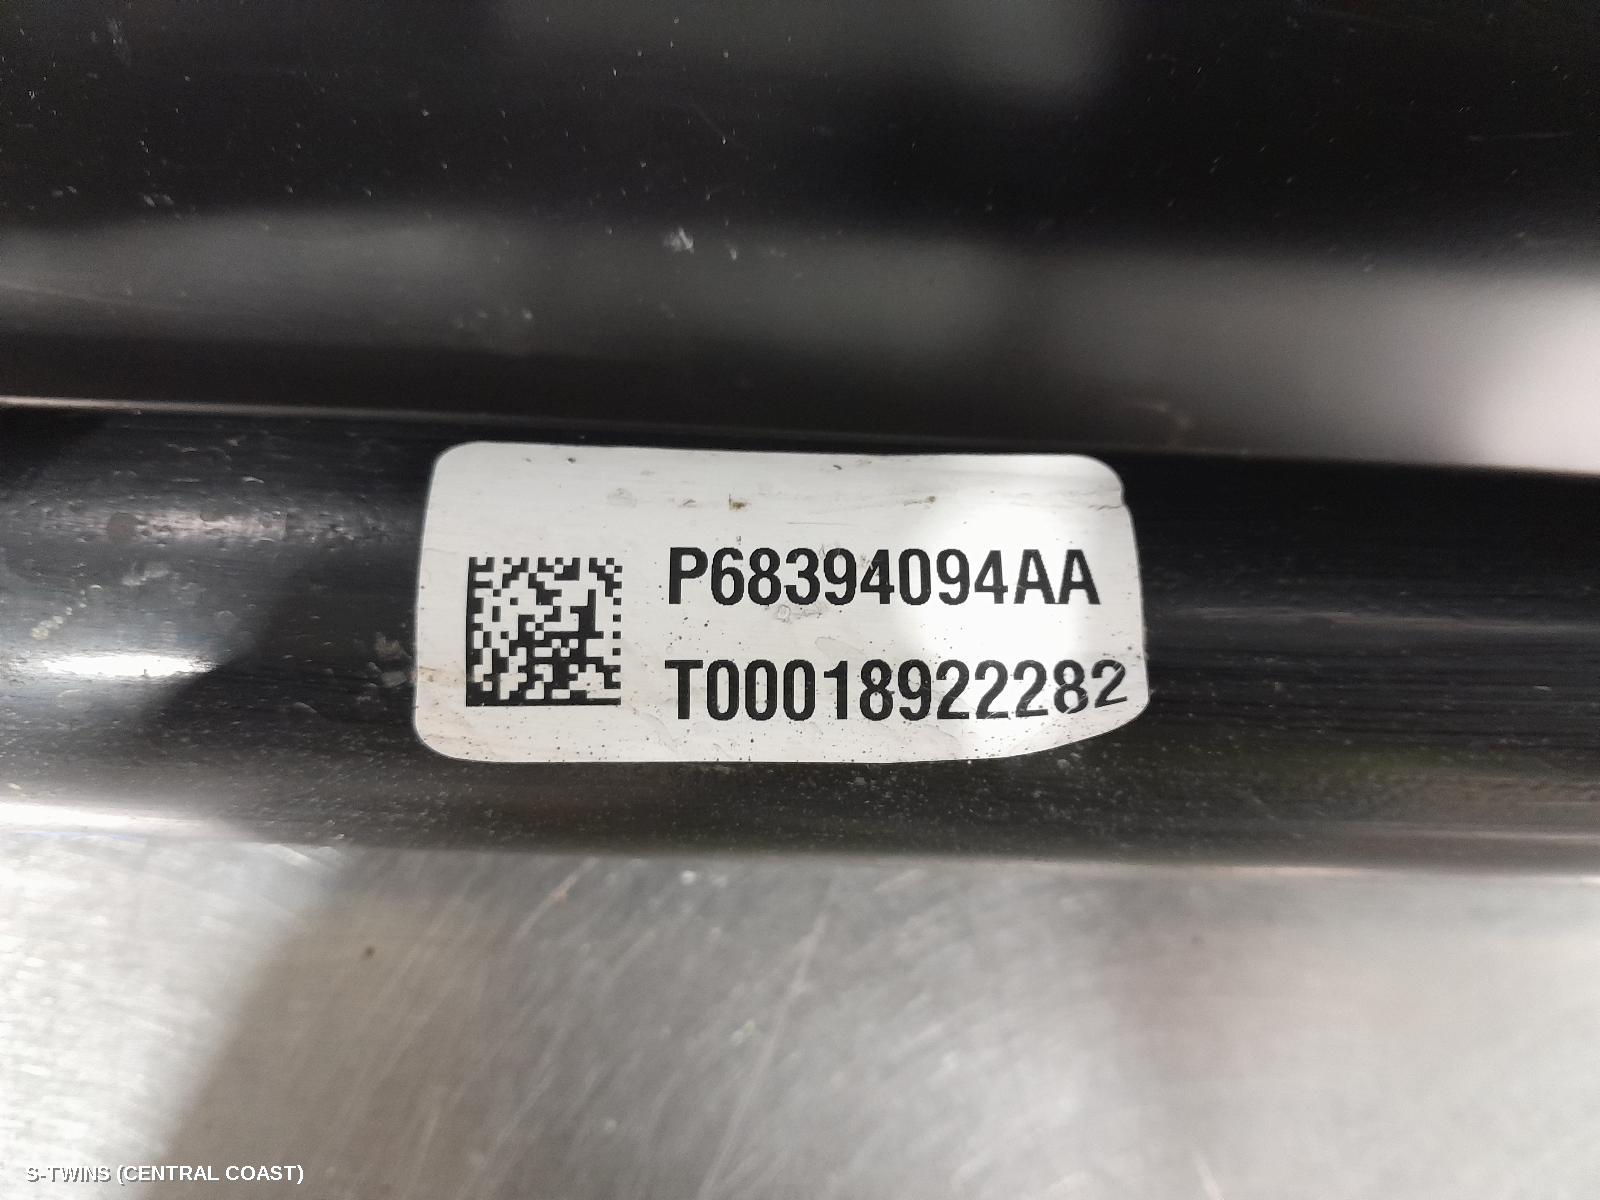 P68394094AA
T00018922282
S-TWINS (CENTRAL COAST)